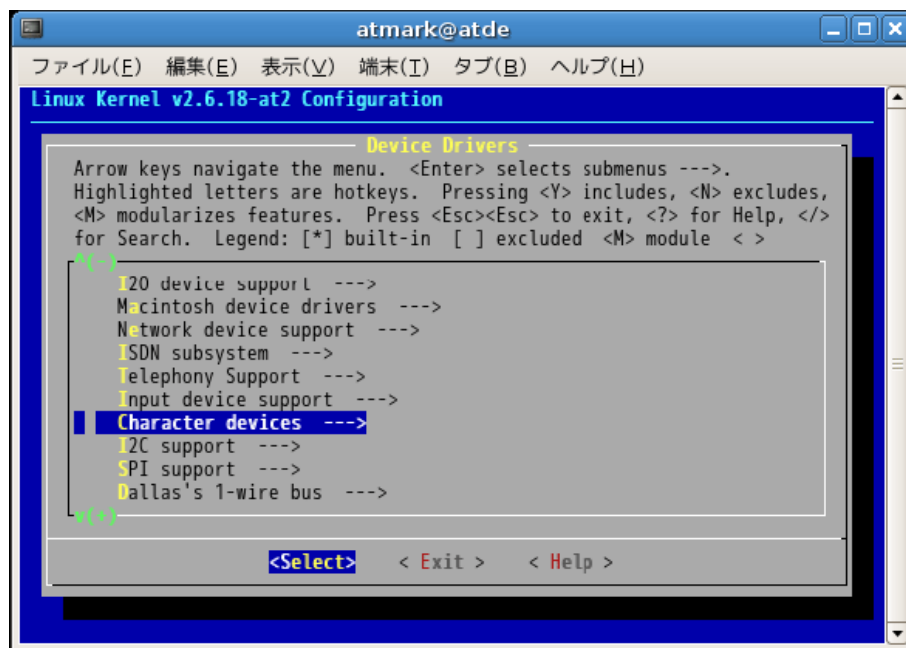 atmark@atde
ファイル(F) 編集(E) 表示(V) 端末(T) タブ(B) ヘルプ(H)
Linux Kernel v2.6.18-at2 Configuration
Device Drivers
Arrow keys navigate the menu. <Enter> selects submenus --->.
Highlighted letters are hotkeys. Pressing <Y> includes, <N> excludes,
<M> modularizes features. Press <Esc><Esc> to exit, <?> for Help, </>
for Search. Legend: [*] built-in [ ] excluded <M> module < >
^(-)
I2O device support --->
Macintosh device drivers --->
Network device support --->
ISDN subsystem --->
Telephony Support --->
Input device support --->
Character devices --->
I2C support --->
SPI support --->
Dallas's 1-wire bus --->
v(+)
<Select> < Exit > < Help >